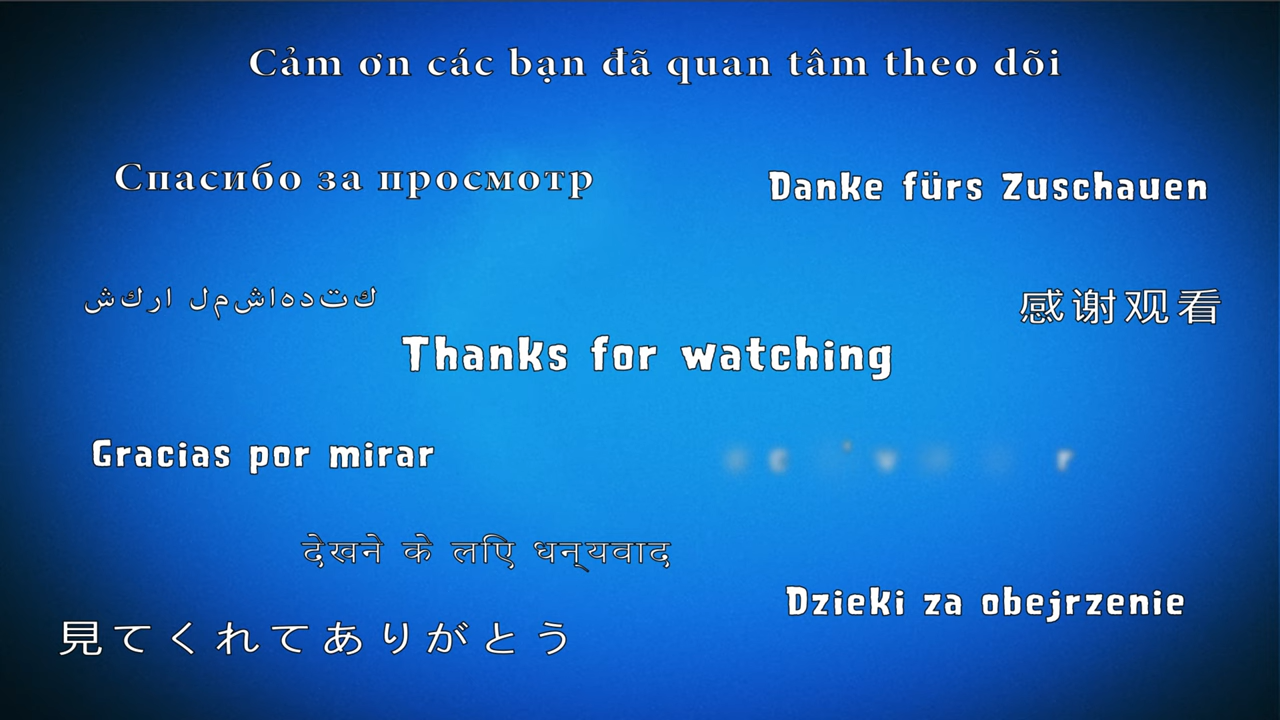 Cảm ơn các bạn đã quan tâm theo dõi
Спасибо за просмотр
Danke fürs Zuschauen
شكرا لمشاهدتك
感谢观看
Thanks for watching
Gracias por mirar
देखने के लिए धन्यवाद
Dzieki za obejrzenie
見てくれてありがとう